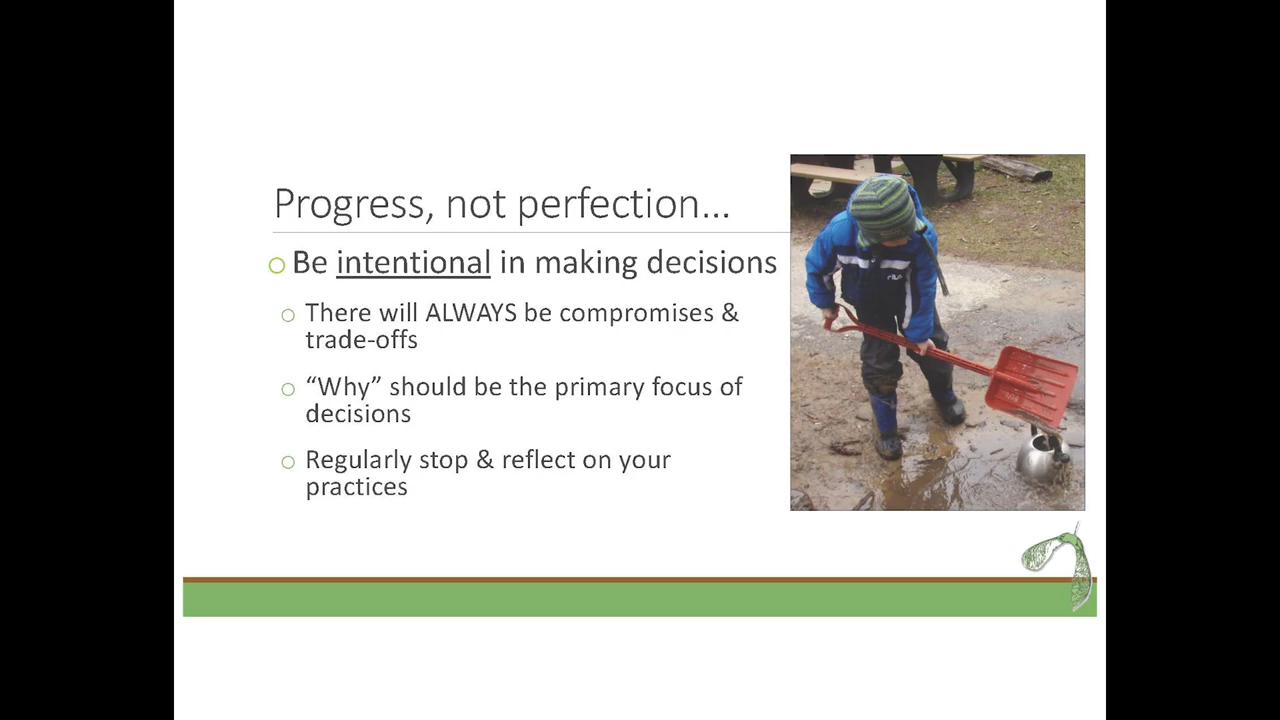 Progress, not perfection...
Be intentional in making decisions
There will ALWAYS be compromises &
trade-offs
“Why” should be the primary focus of
decisions
Regularly stop & reflect on your
practices
FILA